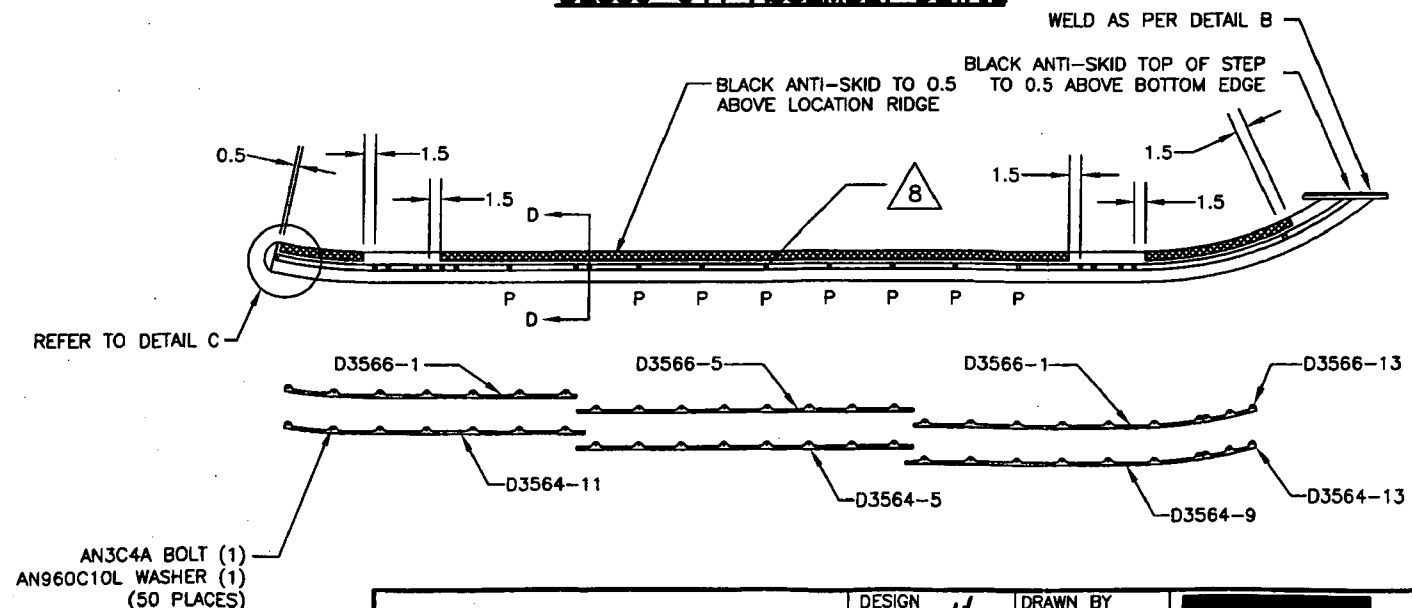 WELD AS PER DETAIL B
BLACK ANTI-SKID TOP OF STEP
TO 0.5 ABOVE BOTTOM EDGE
BLACK ANTI-SKID TO 0.5
ABOVE LOCATION RIDGE
0.5
1.5
1.5
1.5
1.5
1.5
8
D
D
P
P
P
P
P
P
P
P
REFER TO DETAIL C
D3566-1
D3566-5
D3566-1
D3566-13
D3564-11
D3564-5
D3564-9
D3564-13
AN3C4A BOLT (1)
AN960C10L WASHER (1)
(50 PLACES)
DESIGN
DRAWN BY